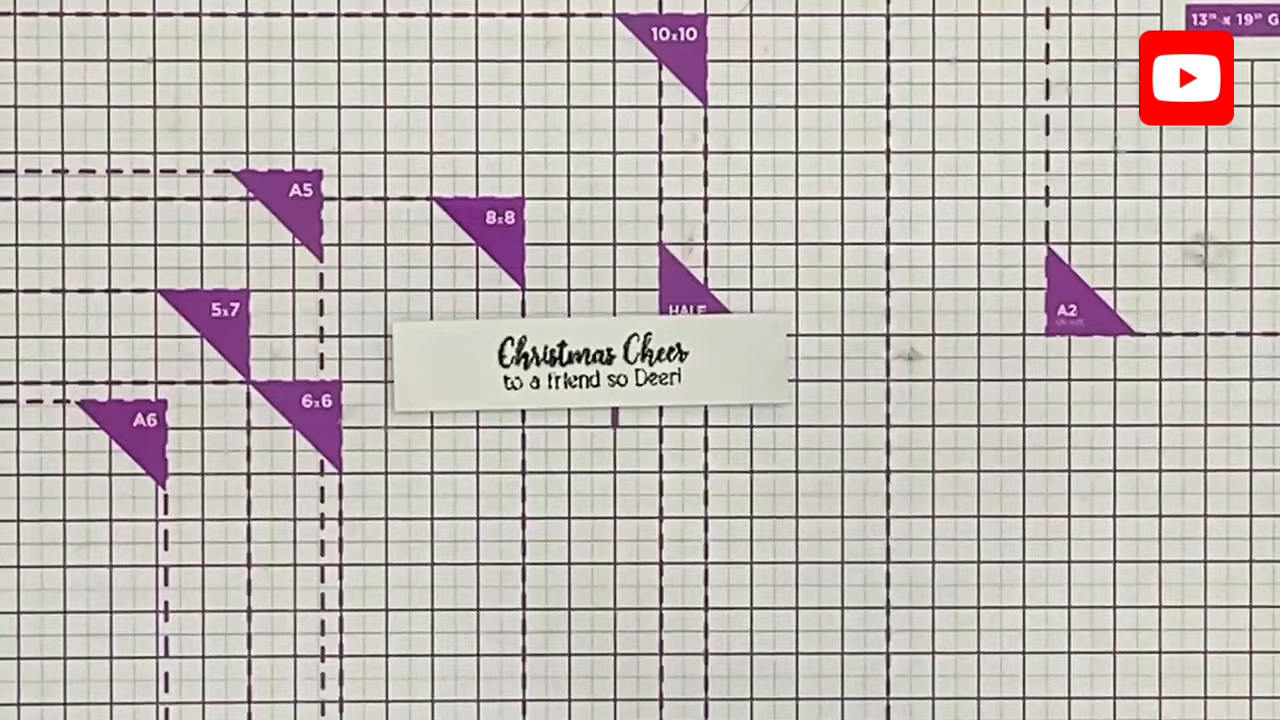 13" x 19" G
10x10
A5
8x8
5x7
HALF
A2
Christmas Cheer
to a friend so Deer!
6x6
A6